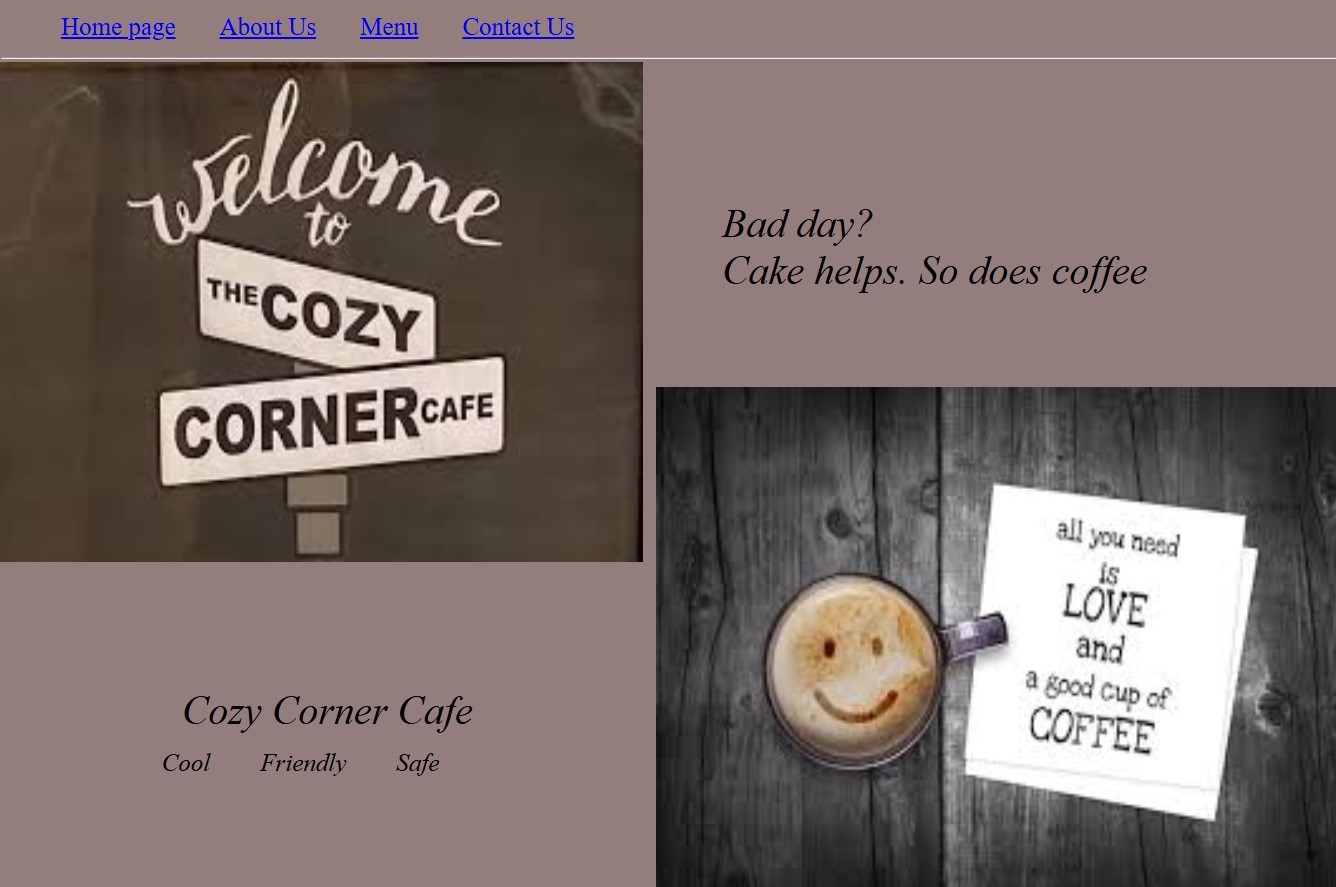 Home page About Us Menu Contact Us
welcome
to
THE COZY
CORNER CAFE
Bad day?
Cake helps. So does coffee
all you need
is
LOVE
and
a good cup of
COFFEE
Cozy Corner Cafe
Cool Friendly Safe